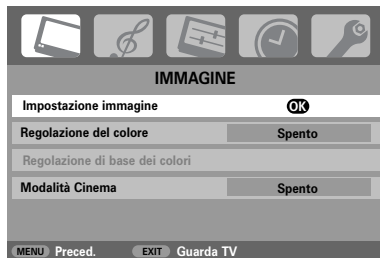 IMMAGINE
Impostazione immagine OK
Regolazione del colore Spento
Regolazione di base dei colori
Modalità Cinema Spento
MENU Preced. EXIT Guarda TV